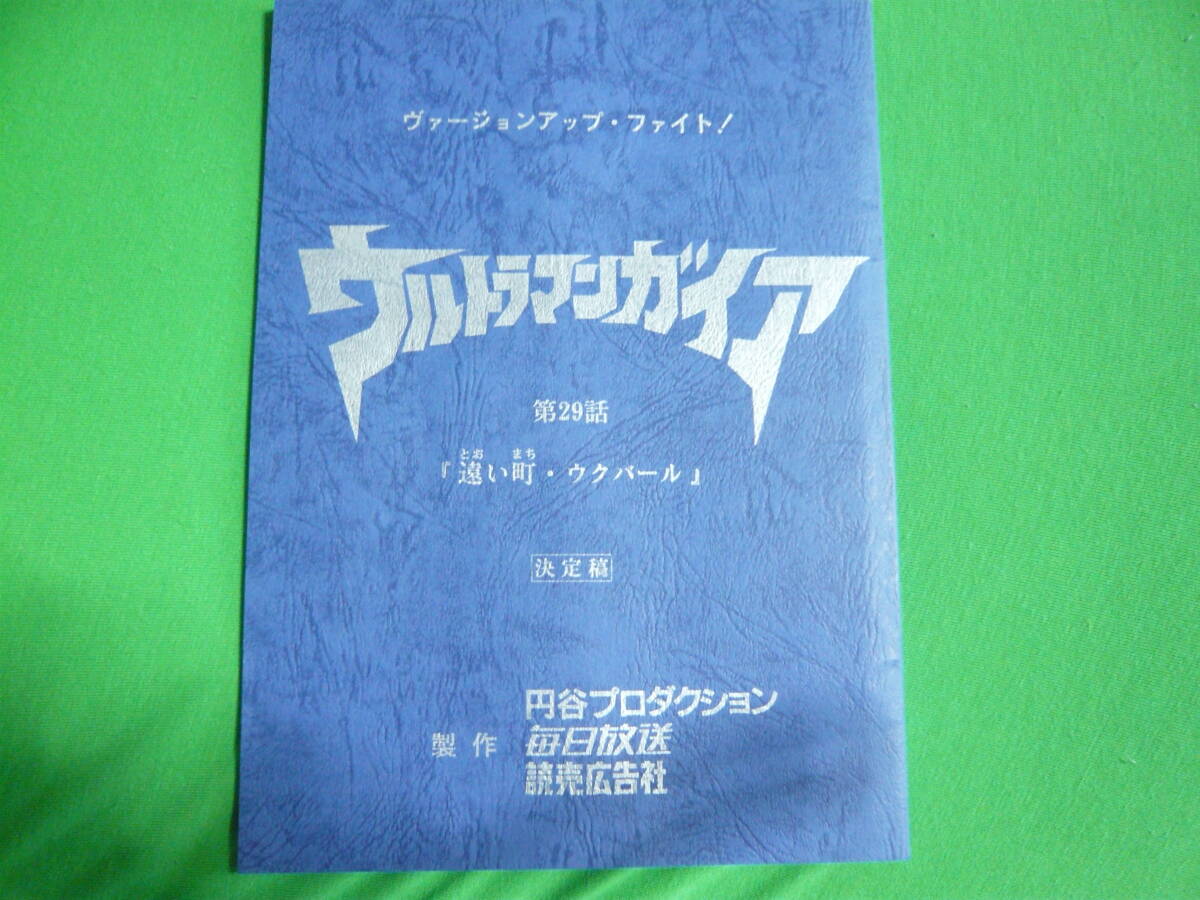 ヴァージョンアップ・ファイト!
ウルトラマンガイア
第29話
とお まち
『遠い町・ウクバール』
決定稿
円谷プロダクション
製作 毎日放送
読売広告社